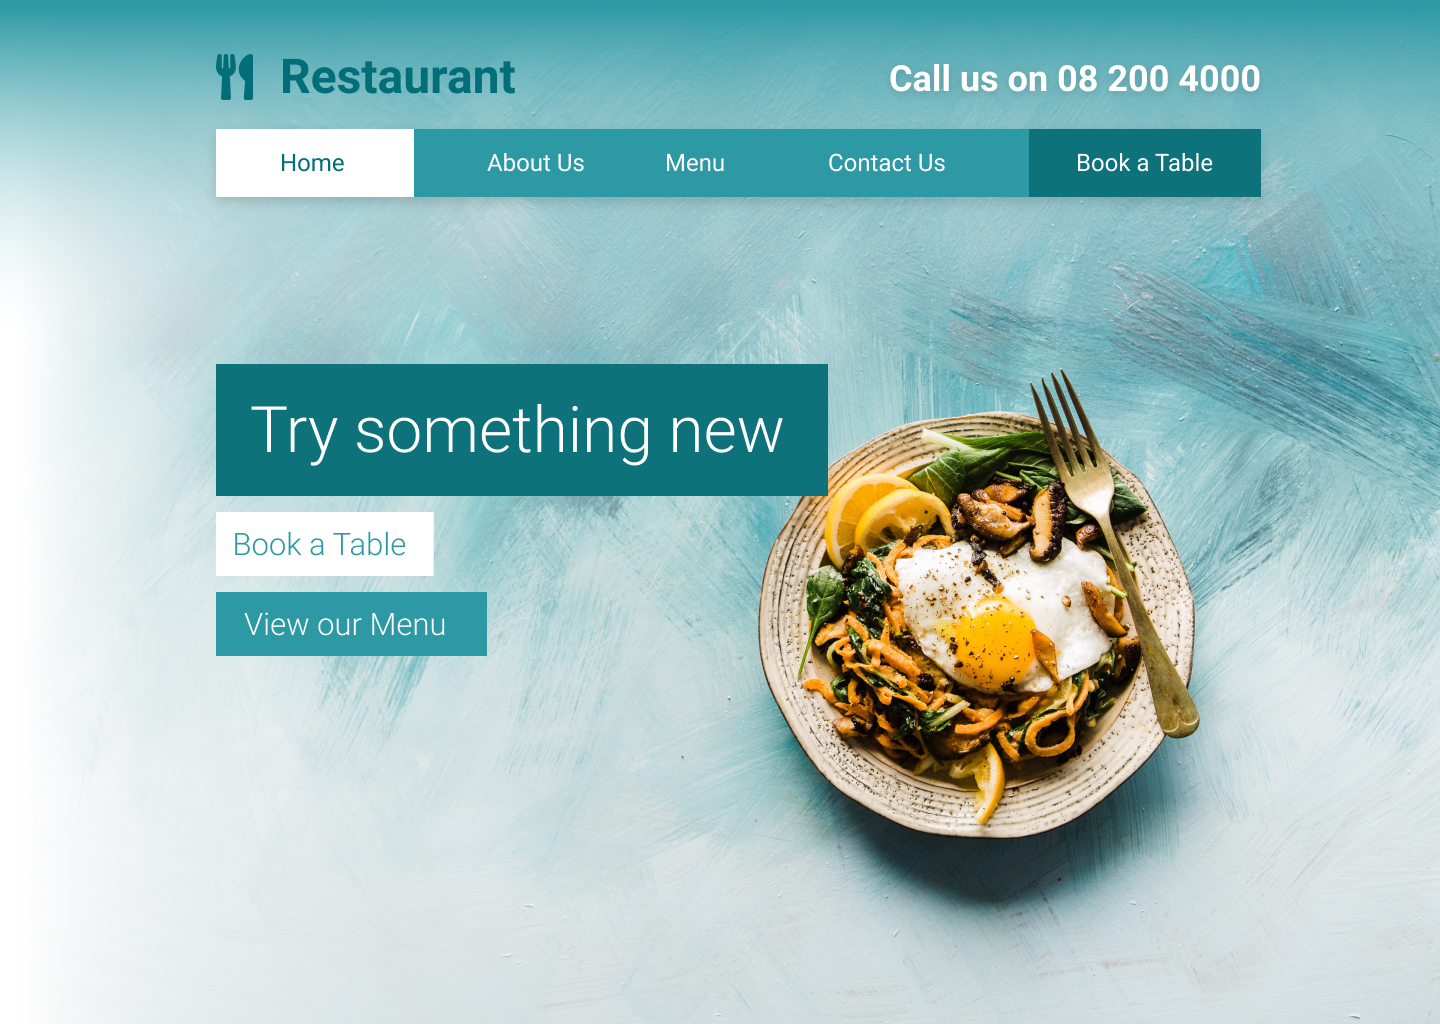 Restaurant
Call us on 08 200 4000
Home
About Us
Menu
Contact Us
Book a Table
Try something new
Book a Table
View our Menu